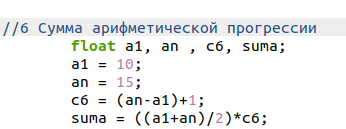 //6 Сумма арифметической прогрессии
float a1, an , c6, suma;
a1 = 10;
an = 15;
c6 = (an-a1)+1;
suma = ((a1+an)/2)*c6;